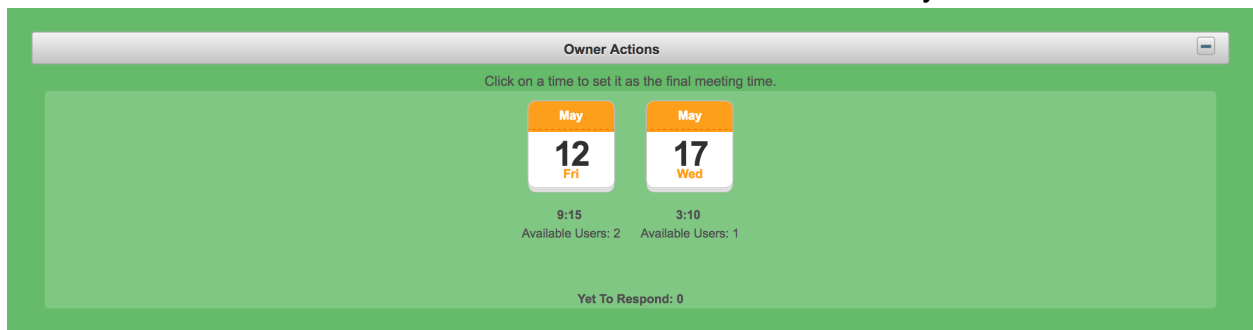 Owner Actions
Click on a time to set it as the final meeting time.
May May
12 17
Fri Wed
9:15 3:10
Available Users: 2 Available Users: 1
Yet To Respond: 0